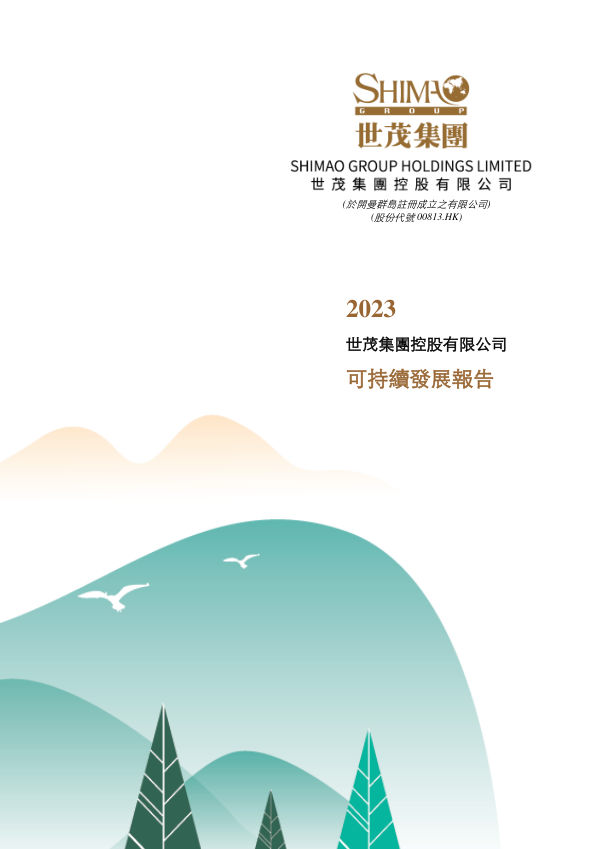 SHIMAO
GROUP
世茂集團
SHIMAO GROUP HOLDINGS LIMITED
世茂集團控股有限公司
(於開曼群島註冊成立之有限公司)
(股份代號 00813.HK)
2023
世茂集團控股有限公司
可持續發展報告